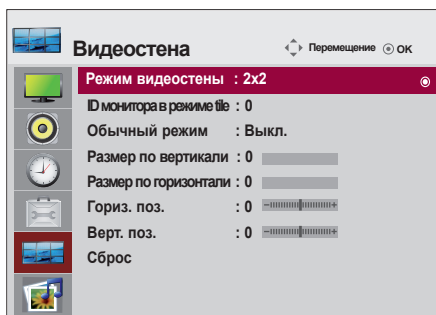 Видеостена Перемещение OK
Режим видеостены : 2x2
ID монитора в режиме tile : 0
Обычный режим : Выкл.
Размер по вертикали : 0
Размер по горизонтали : 0
Гориз. поз. : 0 - +
Верт. поз. : 0 - +
Сброс